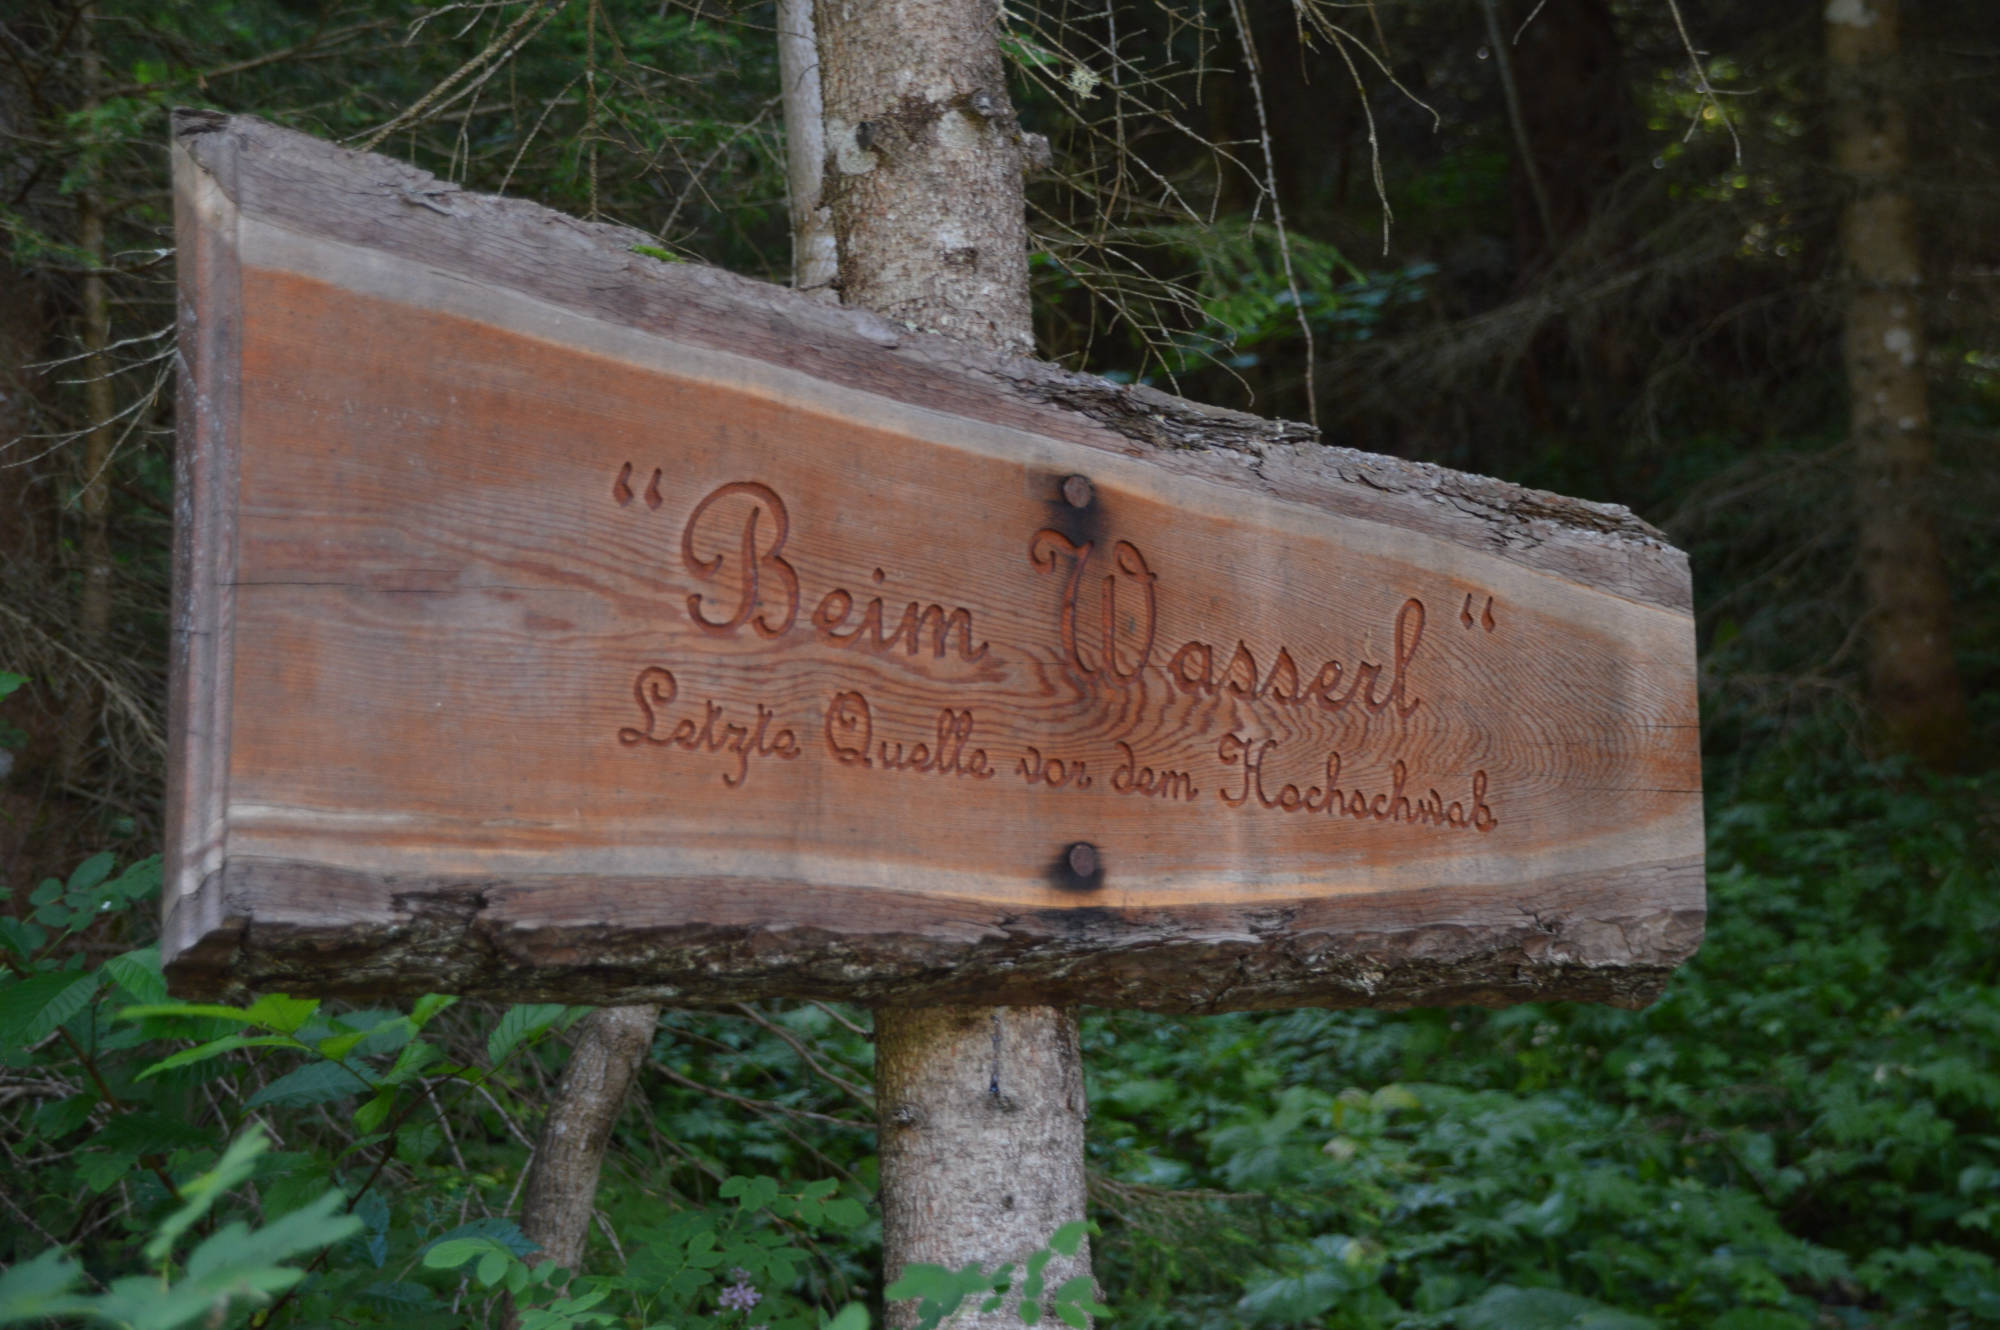 “Beim Wasserl“
Letzte Quelle vor dem Hochschwab